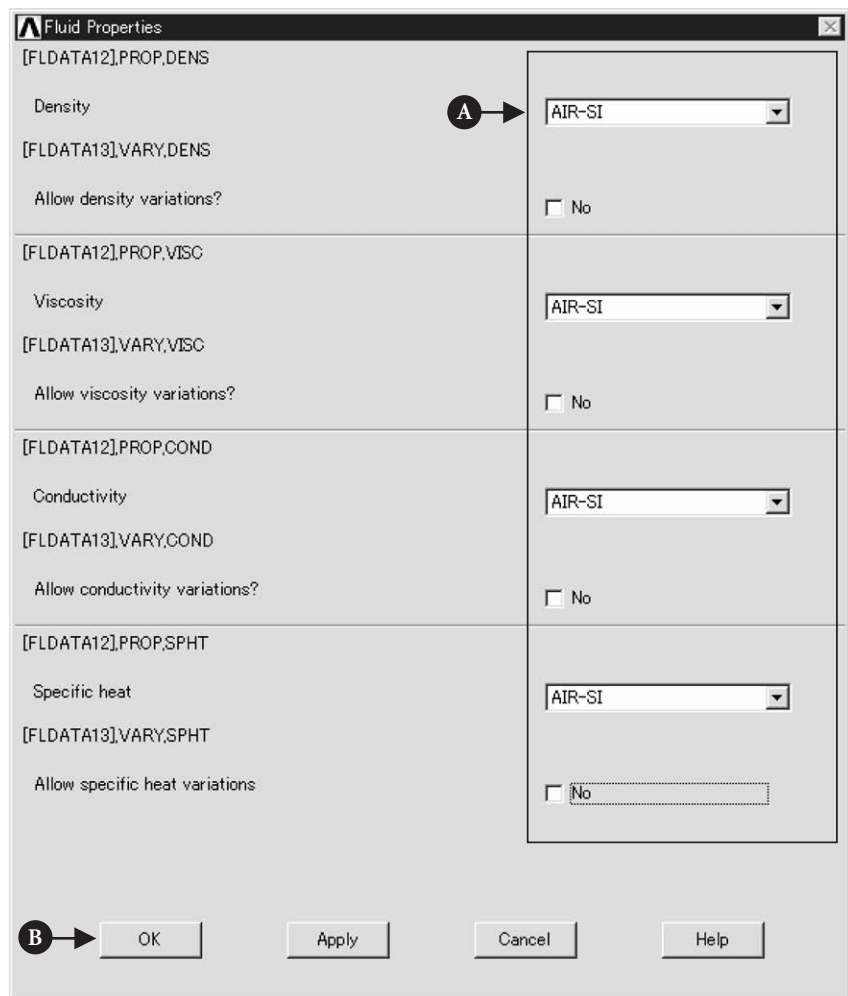 Fluid Properties
[FLDATA12],PROP,DENS
Density
A
AIR-SI
[FLDATA13],VARY,DENS
Allow density variations?
No
[FLDATA12],PROP,VISC
Viscosity
AIR-SI
[FLDATA13],VARY,VISC
Allow viscosity variations?
No
[FLDATA12],PROP,COND
Conductivity
AIR-SI
[FLDATA13],VARY,COND
Allow conductivity variations?
No
[FLDATA12],PROP,SPHT
Specific heat
AIR-SI
[FLDATA13],VARY,SPHT
Allow specific heat variations
No
B
OK
Apply
Cancel
Help